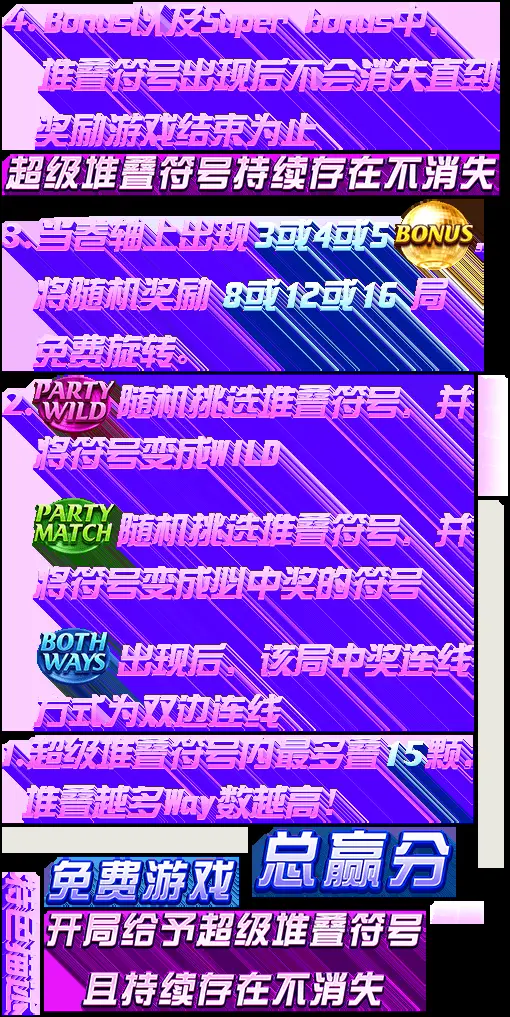 4.Bonus以及Super bonus中，
堆叠符号出现后不会消失直到
奖励游戏结束为止
超级堆叠符号持续存在不消失
3.当卷轴上出现 3或4或5 BONUS，
将随机奖励 8或12或16 局
免费旋转。
2.PARTY WILD 随机挑选堆叠符号，并
将符号变成WILD
PARTY MATCH 随机挑选堆叠符号，并
将符号变成必中奖的符号
BOTH WAYS 出现后，该局中奖连线
方式为双边连线
1.超级堆叠符号内最多叠15颗，
堆叠越多Way数越高！
总赢分
免费游戏
特色阐述
开局给予超级堆叠符号
且持续存在不消失